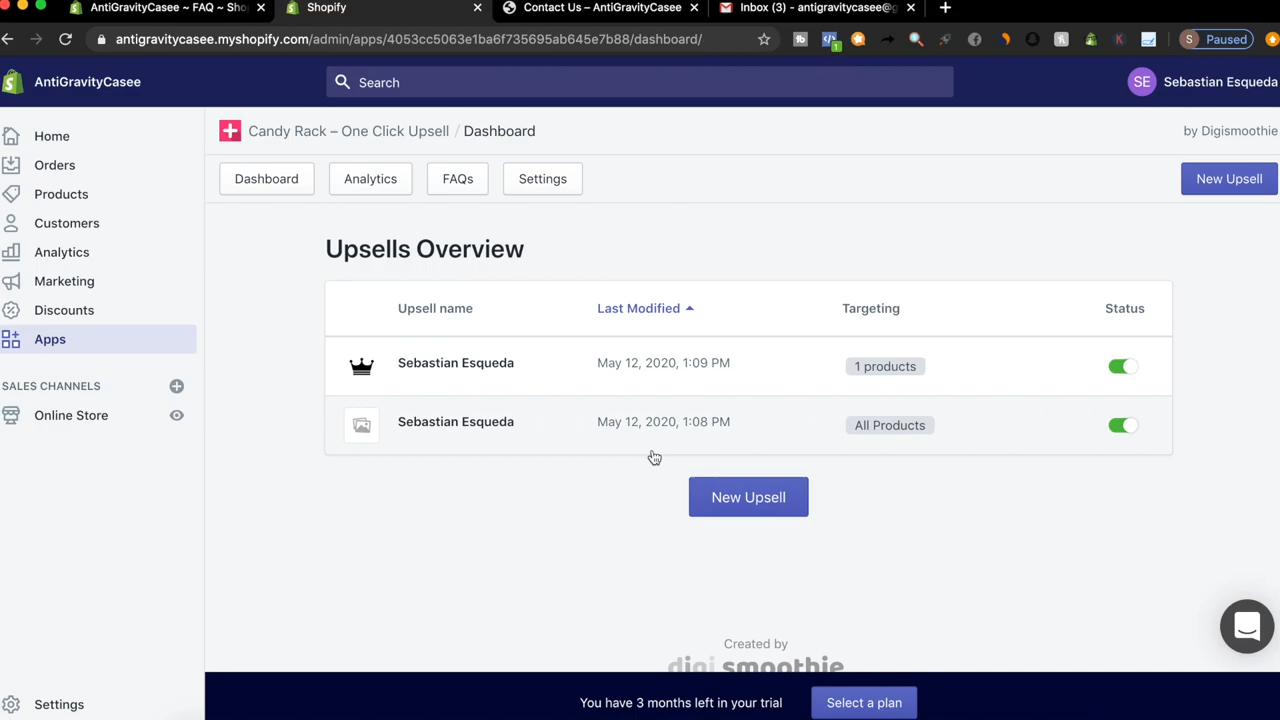 AntiGravityCasee ~ FAQ ~ Sho
Shopify
Contact Us – AntiGravityCasee
Inbox (3) - antigravitycasee@g
antigravitycasee.myshopify.com/admin/apps/4053cc5063e1ba6f735695ab645e7b88/dashboard/
1
S Paused
AntiGravityCasee
Search
SE Sebastian Esqueda
Home
Orders
Products
Customers
Analytics
Marketing
Discounts
Apps
SALES CHANNELS
Online Store
Settings
Candy Rack – One Click Upsell / Dashboard
by Digismoothie
Dashboard Analytics FAQs Settings
New Upsell
Upsells Overview
Upsell name Last Modified Targeting Status
Sebastian Esqueda May 12, 2020, 1:09 PM 1 products
Sebastian Esqueda May 12, 2020, 1:08 PM All Products
New Upsell
Created by
digismoothie
You have 3 months left in your trial Select a plan